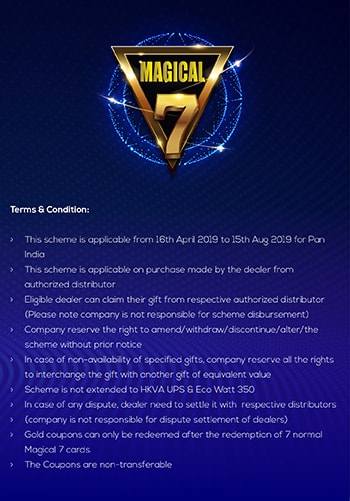 MAGICAL
7
Terms & Condition:
› This scheme is applicable from 16th April 2019 to 15th Aug 2019 for Pan
India
› This scheme is applicable on purchase made by the dealer from
authorized distributor
› Eligible dealer can claim their gift from respective authorized distributor
(Please note company is not responsible for scheme disbursement)
› Company reserve the right to amend/withdraw/discontinue/alter/the
scheme without prior notice
› In case of non-availability of specified gifts, company reserve all the rights
to interchange the gift with another gift of equivalent value
› Scheme is not extended to HKVA UPS & Eco Watt 350
› In case of any dispute, dealer need to settle it with respective distributors
› (company is not responsible for dispute settlement of dealers)
› Gold coupons can only be redeemed after the redemption of 7 normal
Magical 7 cards.
› The Coupons are non-transferable